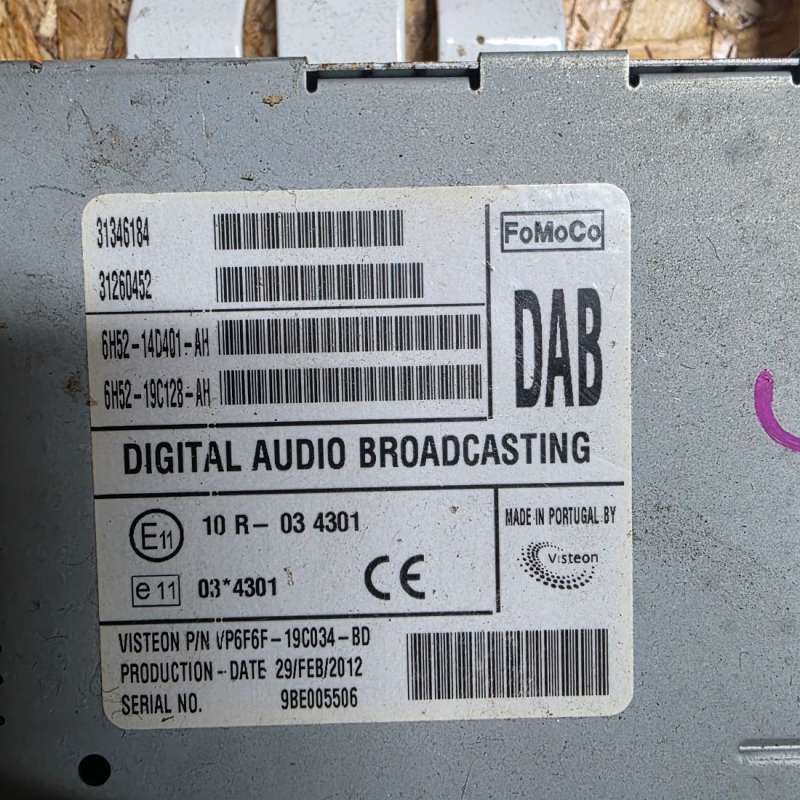 31346184
31260452
6H52-14D401-AH
6H52-19C128-AH
FoMoCo
DAB
DIGITAL AUDIO BROADCASTING
E11
10 R- 03 4301
e 11
03*4301
CE
MADE IN PORTUGAL BY
Visteon
VISTEON P/N VP6F6F-19C034-BD
PRODUCTION-DATE 29/FEB/2012
SERIAL NO. 9BE005506